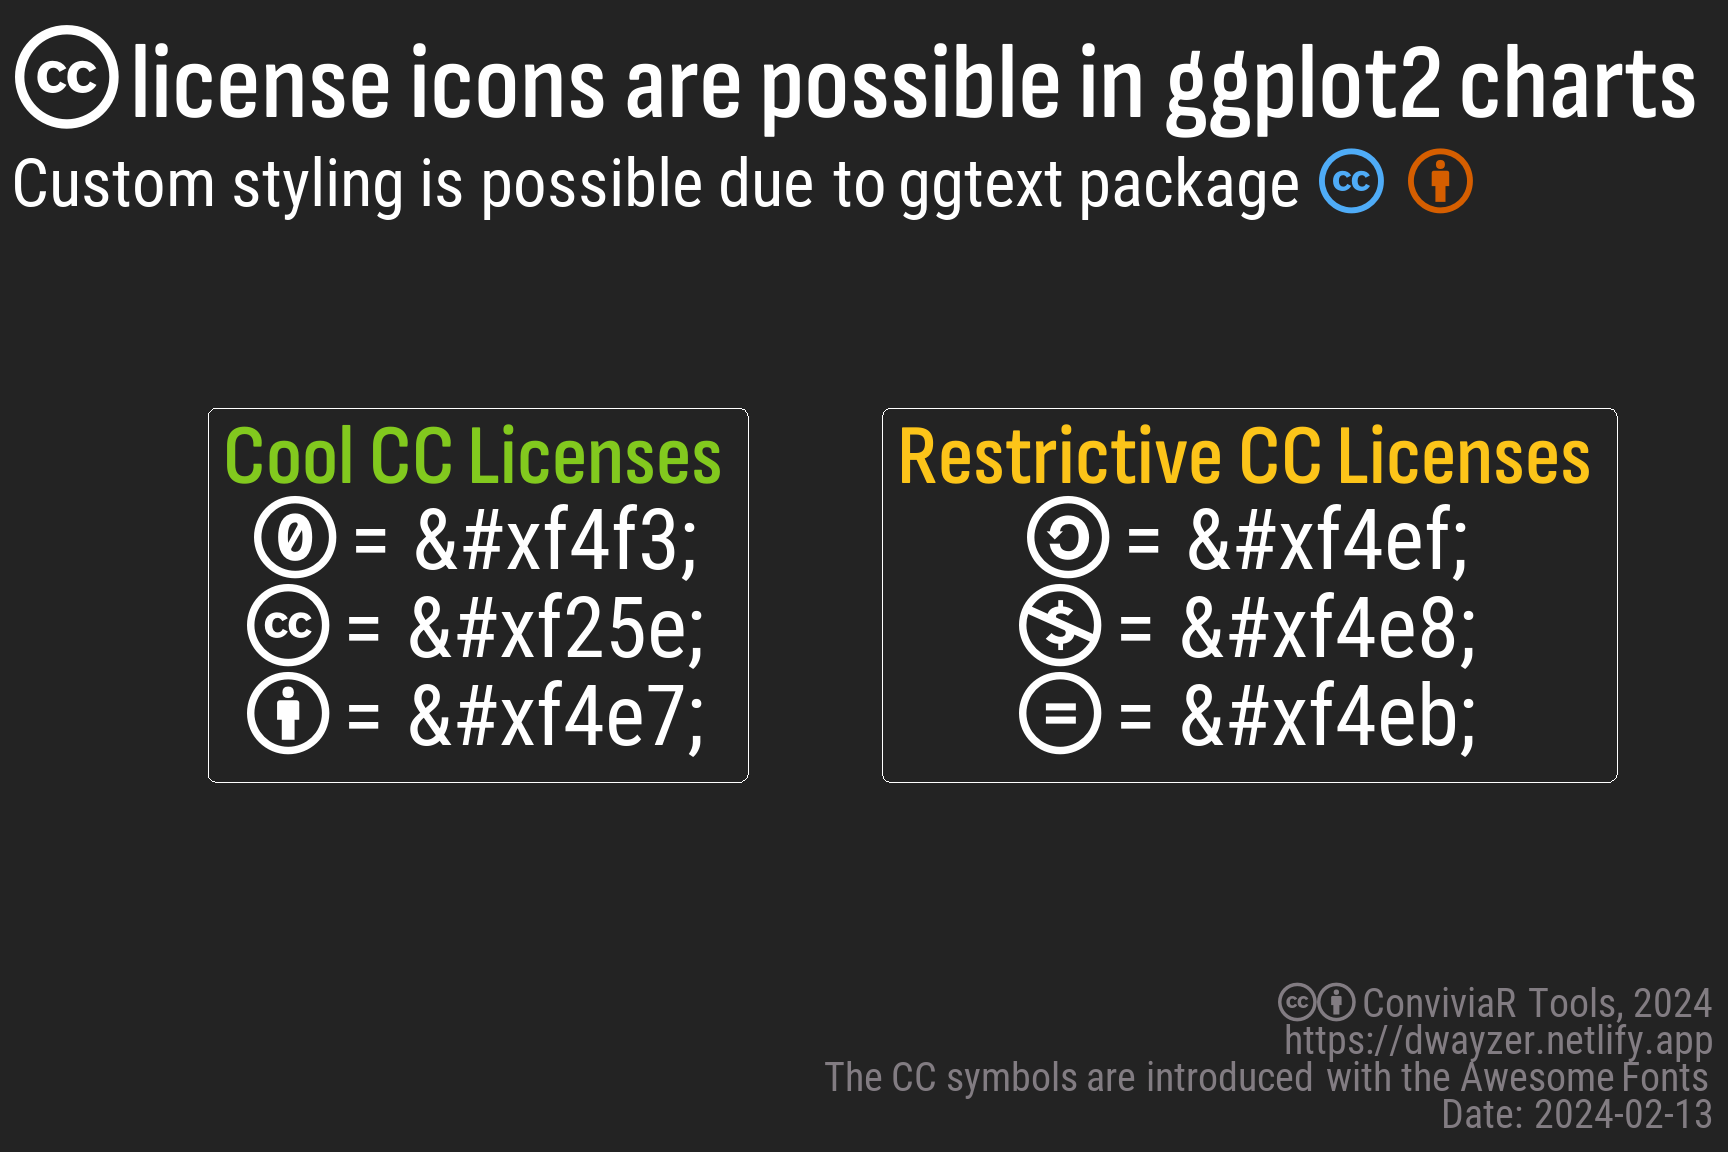 license icons are possible in ggplot2 charts
Custom styling is possible due to ggtext package
Cool CC Licenses
= &#xf4f3;
= &#xf25e;
= &#xf4e7;
Restrictive CC Licenses
= &#xf4ef;
= &#xf4e8;
= &#xf4eb;
ConviviaR Tools, 2024
https://dwayzer.netlify.app
The CC symbols are introduced with the Awesome Fonts
Date: 2024-02-13